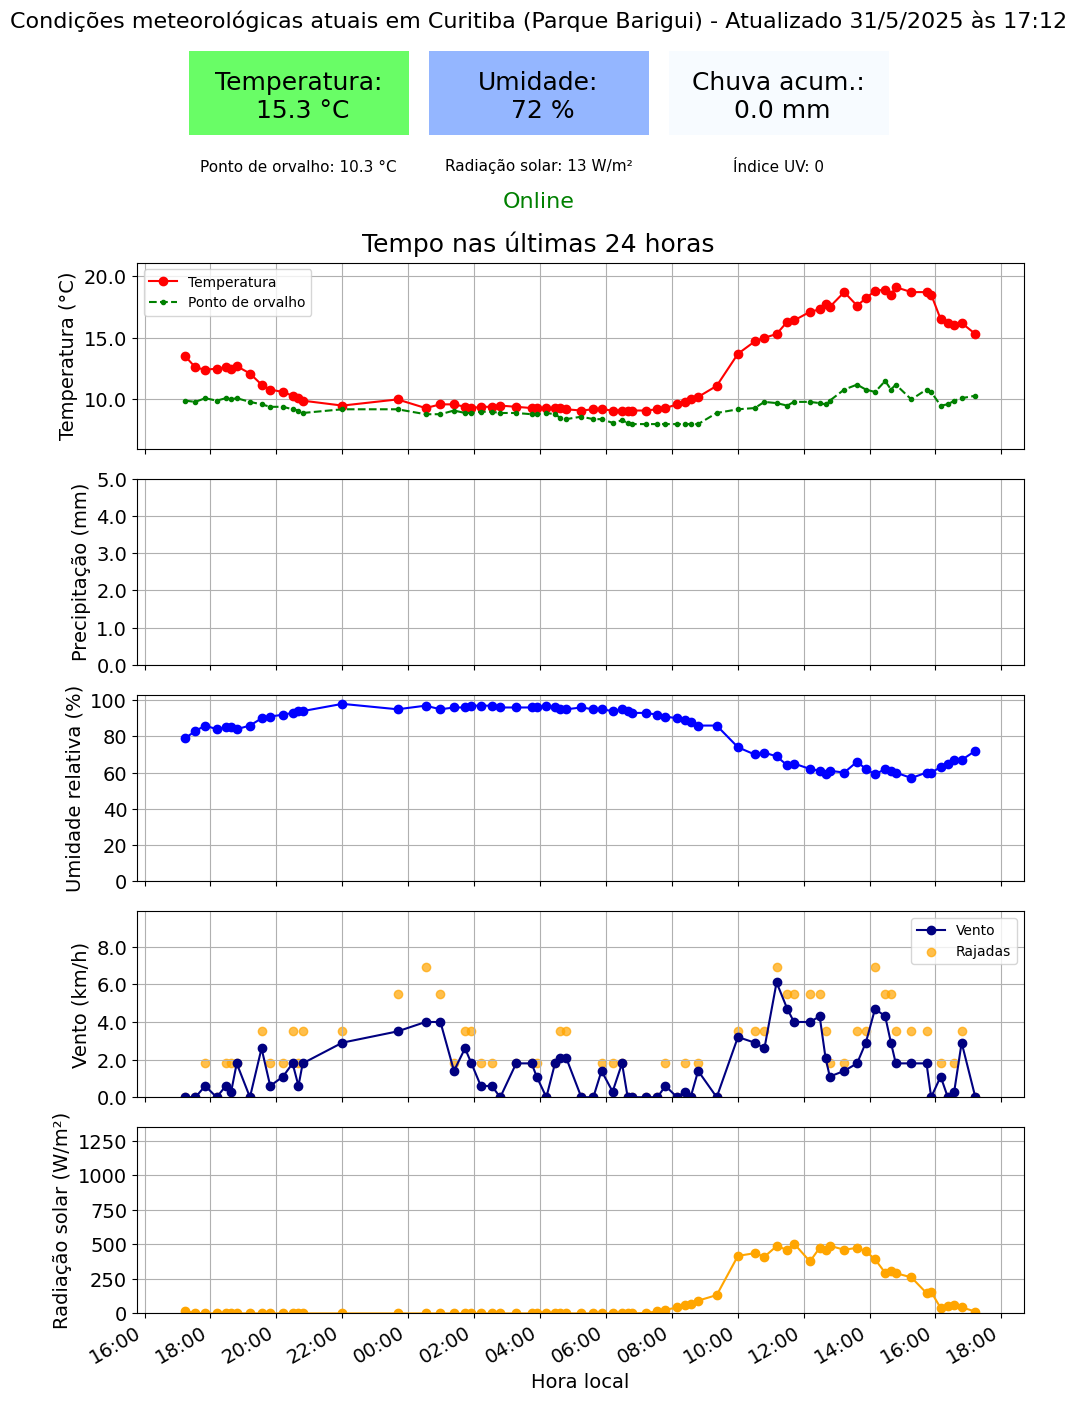 Condições meteorológicas atuais em Curitiba (Parque Barigui) - Atualizado 31/5/2025 às 17:12
Temperatura:
15.3 °C
Umidade:
72 %
Chuva acum.:
0.0 mm
Ponto de orvalho: 10.3 °C
Radiação solar: 13 W/m²
Índice UV: 0
Online
Tempo nas últimas 24 horas
Temperatura (°C)
20.0
15.0
10.0
Temperatura
Ponto de orvalho
Precipitação (mm)
5.0
4.0
3.0
2.0
1.0
0.0
Umidade relativa (%)
100
80
60
40
20
0
Vento (km/h)
8.0
6.0
4.0
2.0
0.0
Vento
Rajadas
Radiação solar (W/m²)
1250
1000
750
500
250
0
16:00
18:00
20:00
22:00
00:00
02:00
04:00
06:00
08:00
10:00
12:00
14:00
16:00
18:00
Hora local